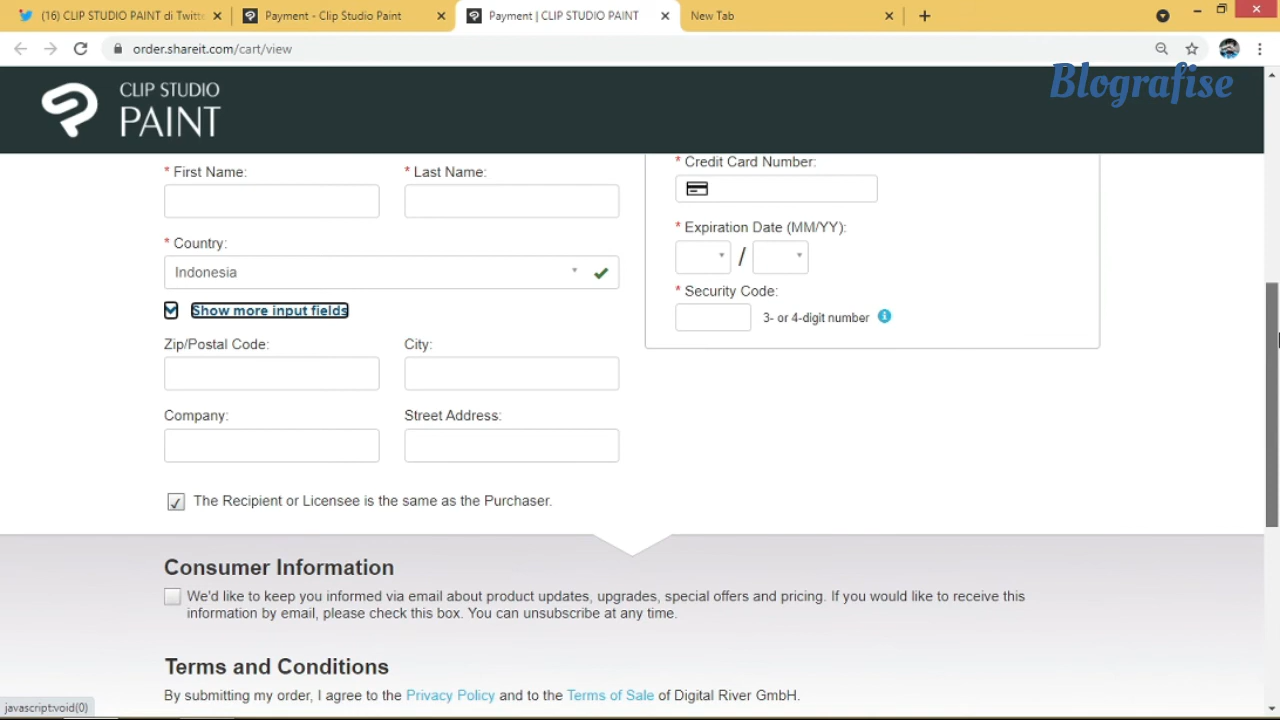 (16) CLIP STUDIO PAINT di Twitte
Payment - Clip Studio Paint
Payment | CLIP STUDIO PAINT
New Tab
order.shareit.com/cart/view
Blografise
CLIP STUDIO
PAINT
* First Name:
* Last Name:
* Credit Card Number:
* Expiration Date (MM/YY):
/
* Country:
Indonesia
* Security Code:
3- or 4-digit number
Show more input fields
Zip/Postal Code:
City:
Company:
Street Address:
The Recipient or Licensee is the same as the Purchaser.
Consumer Information
We'd like to keep you informed via email about product updates, upgrades, special offers and pricing. If you would like to receive this
information by email, please check this box. You can unsubscribe at any time.
Terms and Conditions
By submitting my order, I agree to the Privacy Policy and to the Terms of Sale of Digital River GmbH.
javascript:void(0)